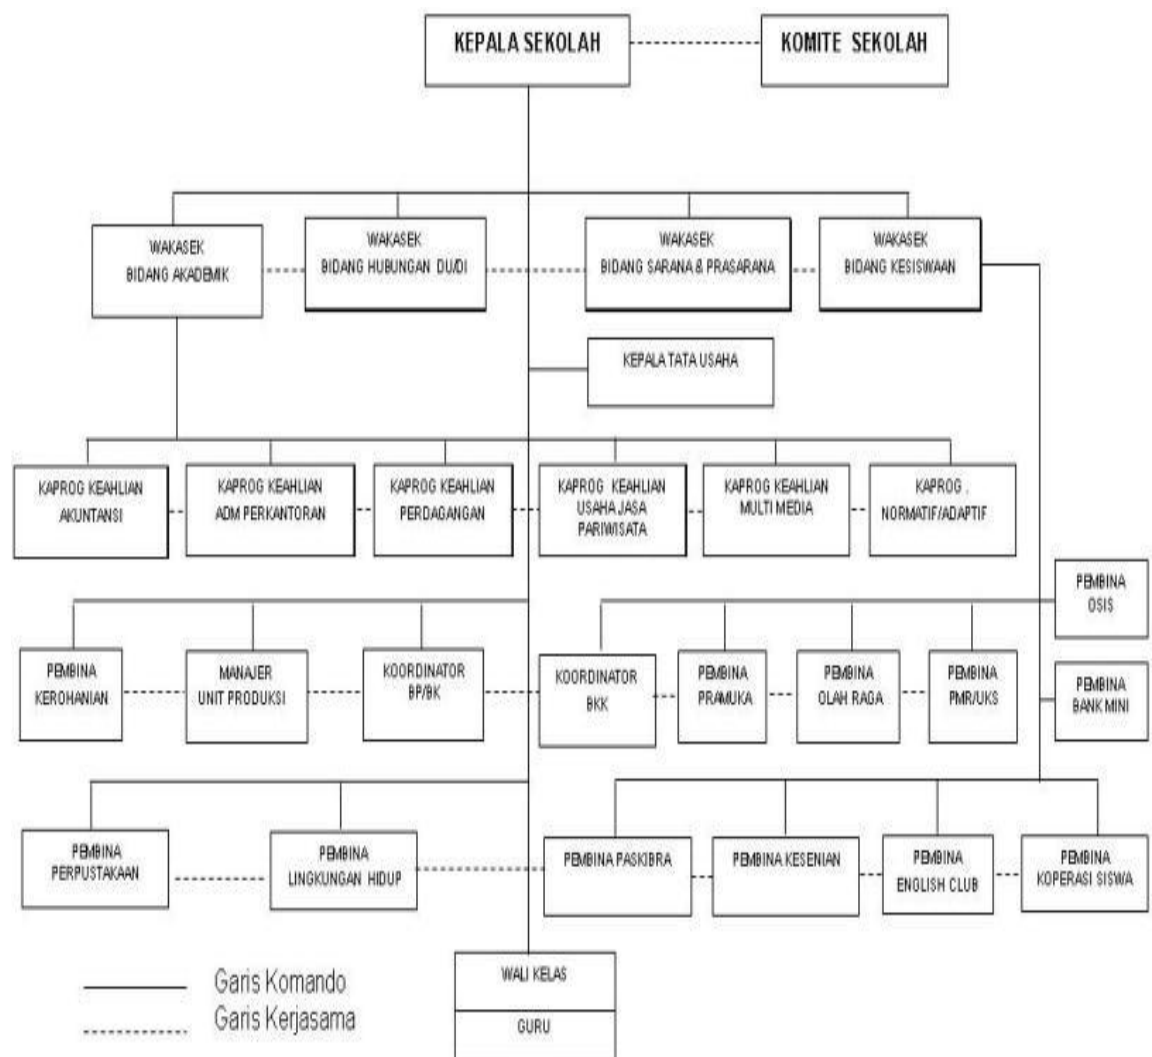 KEPALA SEKOLAH
KOMITE SEKOLAH
WAKASEK
BIDANG AKADEMIK
WAKASEK
BIDANG HUBUNGAN DU/DI
WAKASEK
BIDANG SARANA & PRASARANA
WAKASEK
BIDANG KESISWAAN
KEPALA TATA USAHA
KAPROG KEAHLIAN
AKUNTANSI
KAPROG KEAHLIAN
ADM PERKANTORAN
KAPROG KEAHLIAN
PERDAGANGAN
KAPROG KEAHLIAN
USAHA JASA
PARIWISATA
KAPROG KEAHLIAN
MULTI MEDIA
KAPROG .
NORMATIF/ADAPTIF
PEMBINA
OSIS
PEMBINA
KEROHANIAN
MANAJER
UNIT PRODUKSI
KOORDINATOR
BP/BK
KOORDINATOR
BKK
PEMBINA
PRAMUKA
PEMBINA
OLAH RAGA
PEMBINA
PMR/UKS
PEMBINA
BANK MINI
PEMBINA
PERPUSTAKAAN
PEMBINA
LINGKUNGAN HIDUP
PEMBINA PASKIBRA
PEMBINA KESENIAN
PEMBINA
ENGLISH CLUB
PEMBINA
KOPERASI SISWA
WALI KELAS
GURU
Garis Komando
Garis Kerjasama